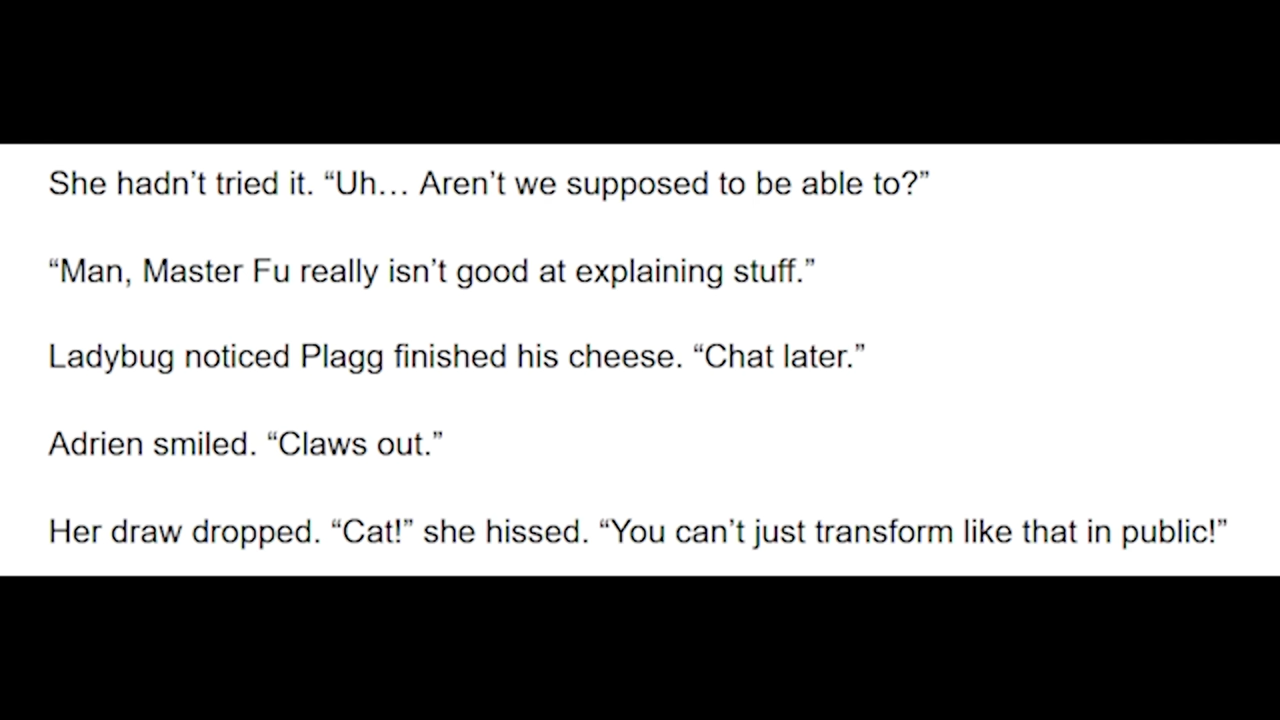 She hadn’t tried it. “Uh… Aren’t we supposed to be able to?”
“Man, Master Fu really isn’t good at explaining stuff.”
Ladybug noticed Plagg finished his cheese. “Chat later.”
Adrien smiled. “Claws out.”
Her draw dropped. “Cat!” she hissed. “You can’t just transform like that in public!”